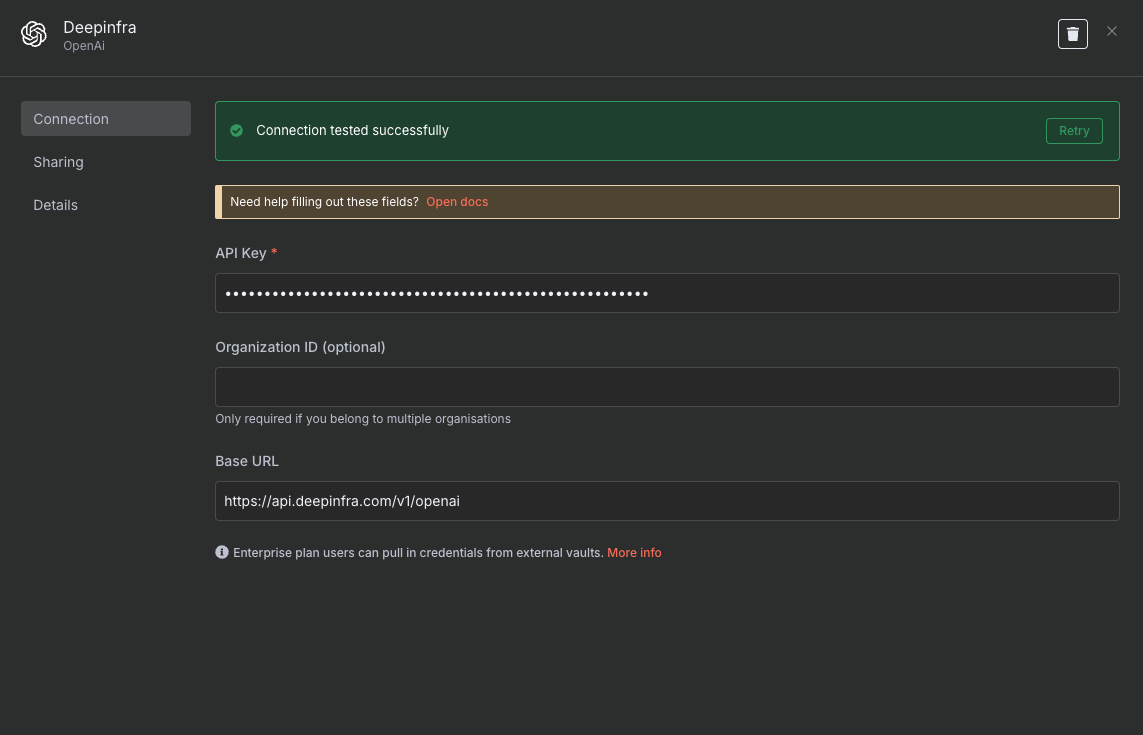 Deepinfra
OpenAi
Connection
Sharing
Details
Connection tested successfully
Retry
Need help filling out these fields? Open docs
API Key *
••••••••••••••••••••••••••••••••••••••••••••••••••••••
Organization ID (optional)
Only required if you belong to multiple organisations
Base URL
https://api.deepinfra.com/v1/openai
Enterprise plan users can pull in credentials from external vaults. More info